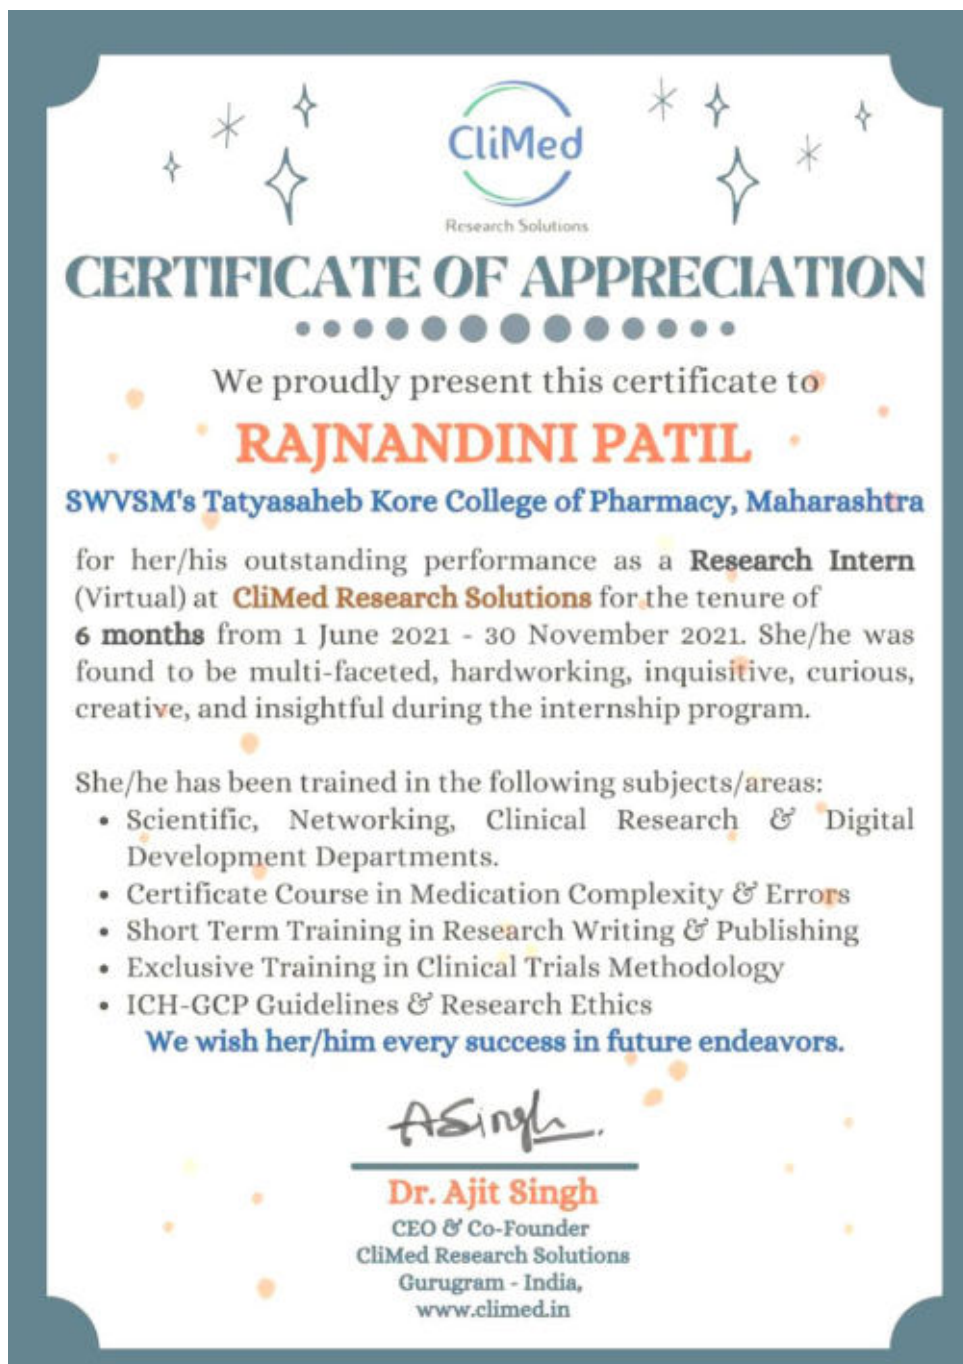 CliMed
Research Solutions
CERTIFICATE OF APPRECIATION
We proudly present this certificate to
RAJNANDINI PATIL
SWVSM's Tatyasaheb Kore College of Pharmacy, Maharashtra
for her/his outstanding performance as a Research Intern
(Virtual) at CliMed Research Solutions for the tenure of
6 months from 1 June 2021 - 30 November 2021. She/he was
found to be multi-faceted, hardworking, inquisitive, curious,
creative, and insightful during the internship program.
She/he has been trained in the following subjects/areas:
• Scientific, Networking, Clinical Research & Digital
Development Departments.
• Certificate Course in Medication Complexity & Errors
• Short Term Training in Research Writing & Publishing
• Exclusive Training in Clinical Trials Methodology
• ICH-GCP Guidelines & Research Ethics
We wish her/him every success in future endeavors.
ASingh.
Dr. Ajit Singh
CEO & Co-Founder
CliMed Research Solutions
Gurugram - India,
www.climed.in